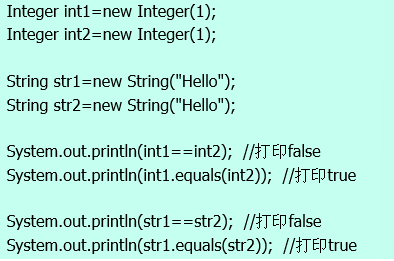 Integer int1=new Integer(1);
Integer int2=new Integer(1);
String str1=new String("Hello");
String str2=new String("Hello");
System.out.println(int1==int2);  //打印false
System.out.println(int1.equals(int2));  //打印true
System.out.println(str1==str2);  //打印false
System.out.println(str1.equals(str2));  //打印true